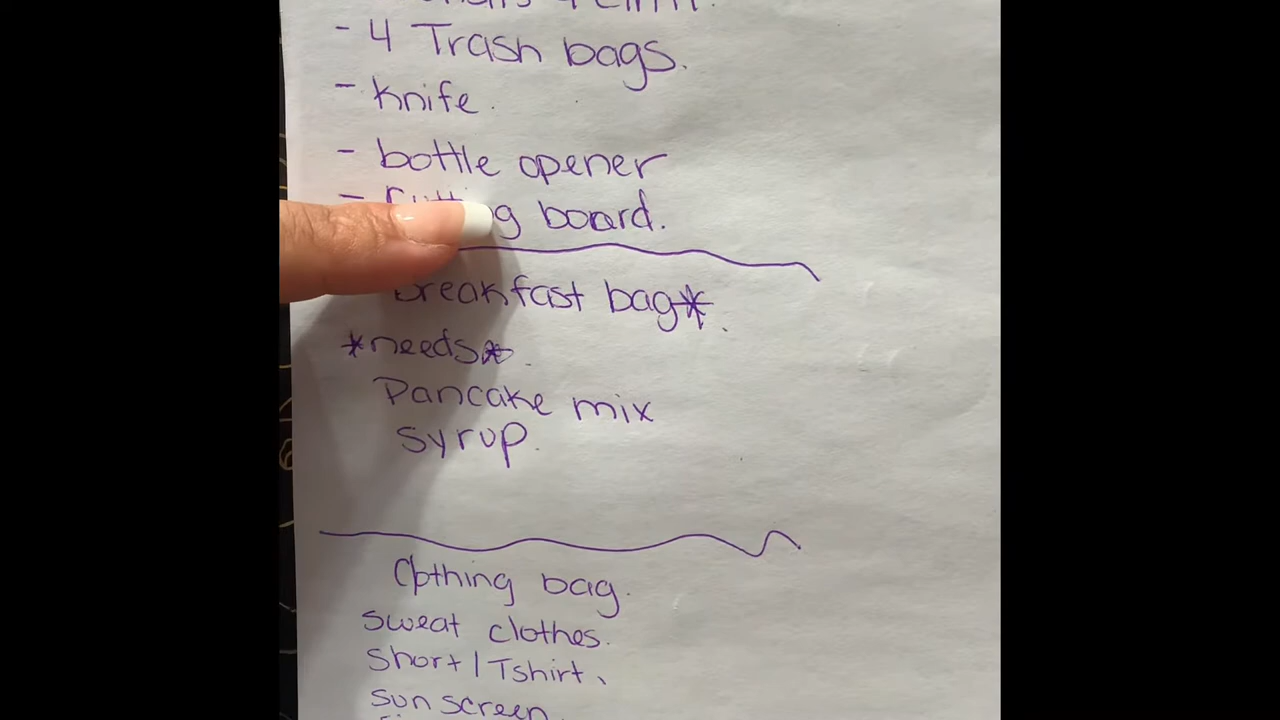 - 4 Trash bags.
- Knife.
- bottle opener
- Cutting board.
breakfast bag*.
*needs*.
Pancake mix
syrup.
Clothing bag.
sweat clothes.
Short/Tshirt.
sun screen.